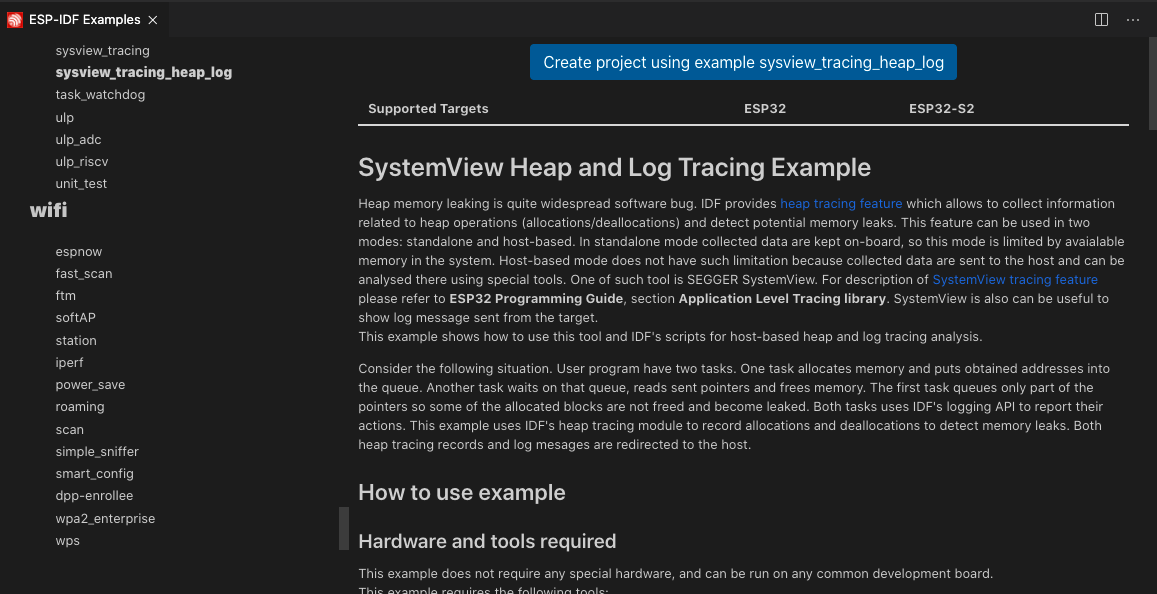 ESP-IDF Examples
sysview_tracing
sysview_tracing_heap_log
task_watchdog
ulp
ulp_adc
ulp_riscv
unit_test
wifi
espnow
fast_scan
ftm
softAP
station
iperf
power_save
roaming
scan
simple_sniffer
smart_config
dpp-enrollee
wpa2_enterprise
wps
Create project using example sysview_tracing_heap_log
Supported Targets ESP32 ESP32-S2
SystemView Heap and Log Tracing Example
Heap memory leaking is quite widespread software bug. IDF provides heap tracing feature which allows to collect information
related to heap operations (allocations/deallocations) and detect potential memory leaks. This feature can be used in two
modes: standalone and host-based. In standalone mode collected data are kept on-board, so this mode is limited by avaialable
memory in the system. Host-based mode does not have such limitation because collected data are sent to the host and can be
analysed there using special tools. One of such tool is SEGGER SystemView. For description of SystemView tracing feature
please refer to ESP32 Programming Guide, section Application Level Tracing library. SystemView is also can be useful to
show log message sent from the target.
This example shows how to use this tool and IDF's scripts for host-based heap and log tracing analysis.
Consider the following situation. User program have two tasks. One task allocates memory and puts obtained addresses into
the queue. Another task waits on that queue, reads sent pointers and frees memory. The first task queues only part of the
pointers so some of the allocated blocks are not freed and become leaked. Both tasks uses IDF's logging API to report their
actions. This example uses IDF's heap tracing module to record allocations and deallocations to detect memory leaks. Both
heap tracing records and log mesages are redirected to the host.
How to use example
Hardware and tools required
This example does not require any special hardware, and can be run on any common development board.
This example requires the following tools: